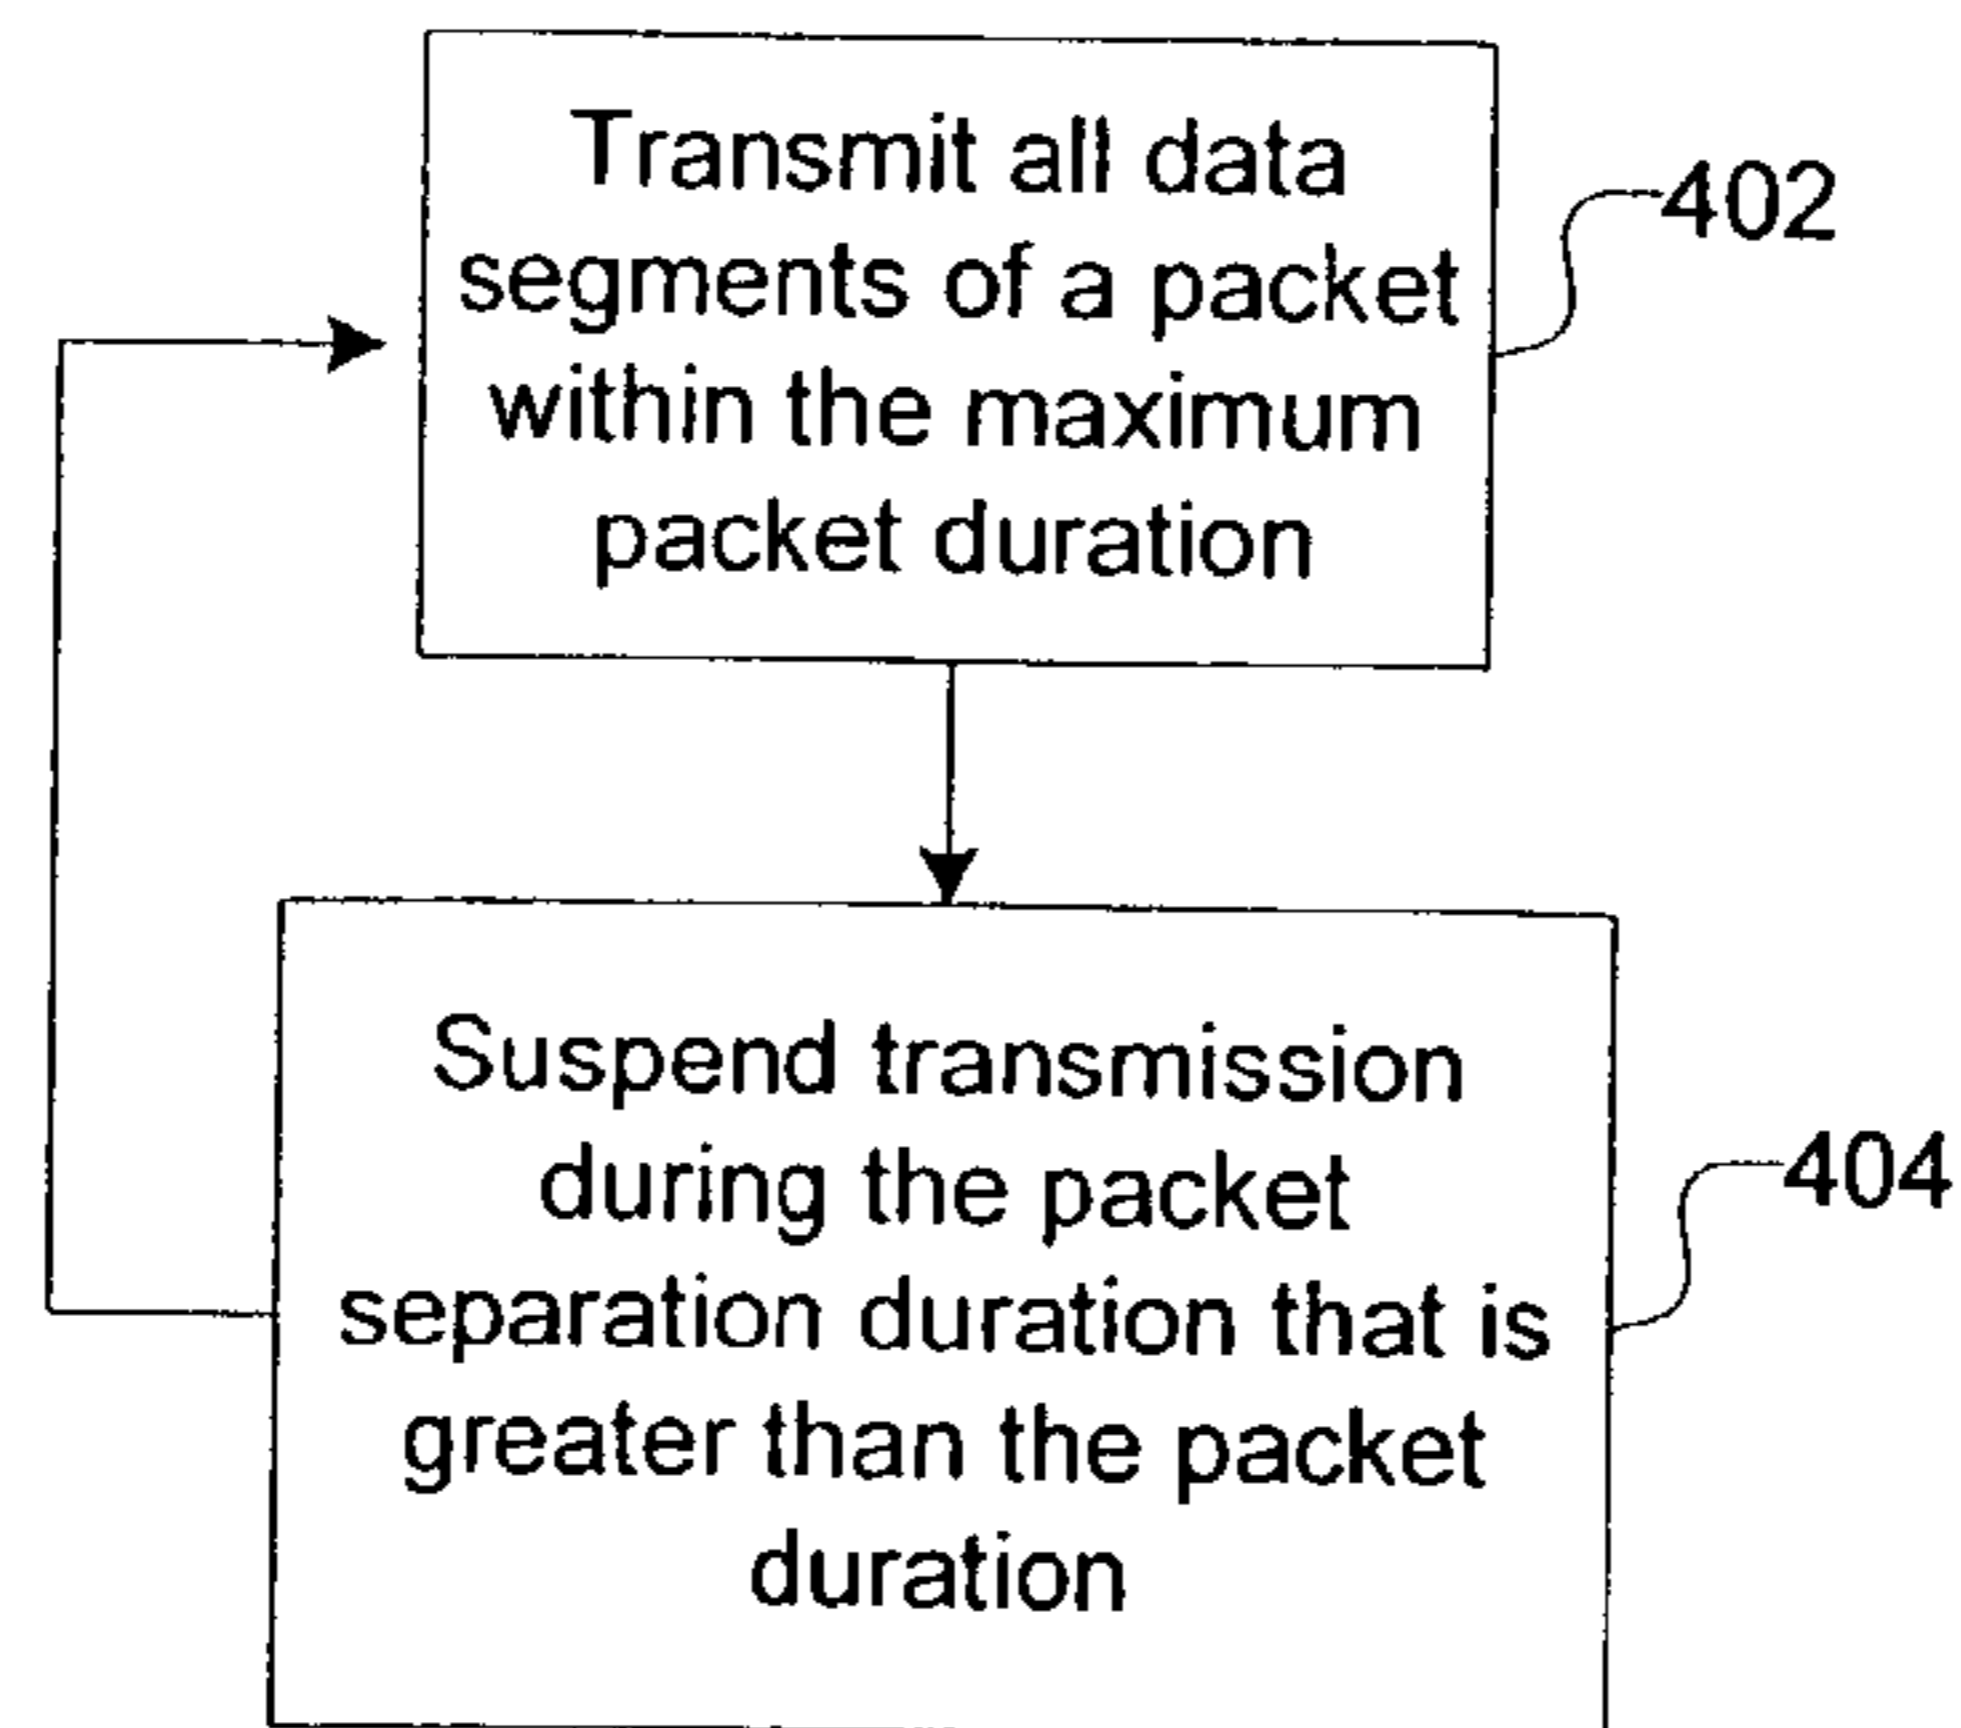 Transmit all data
segments of a packet
within the maximum
packet duration
402
Suspend transmission
during the packet
separation duration that is
greater than the packet
duration
404